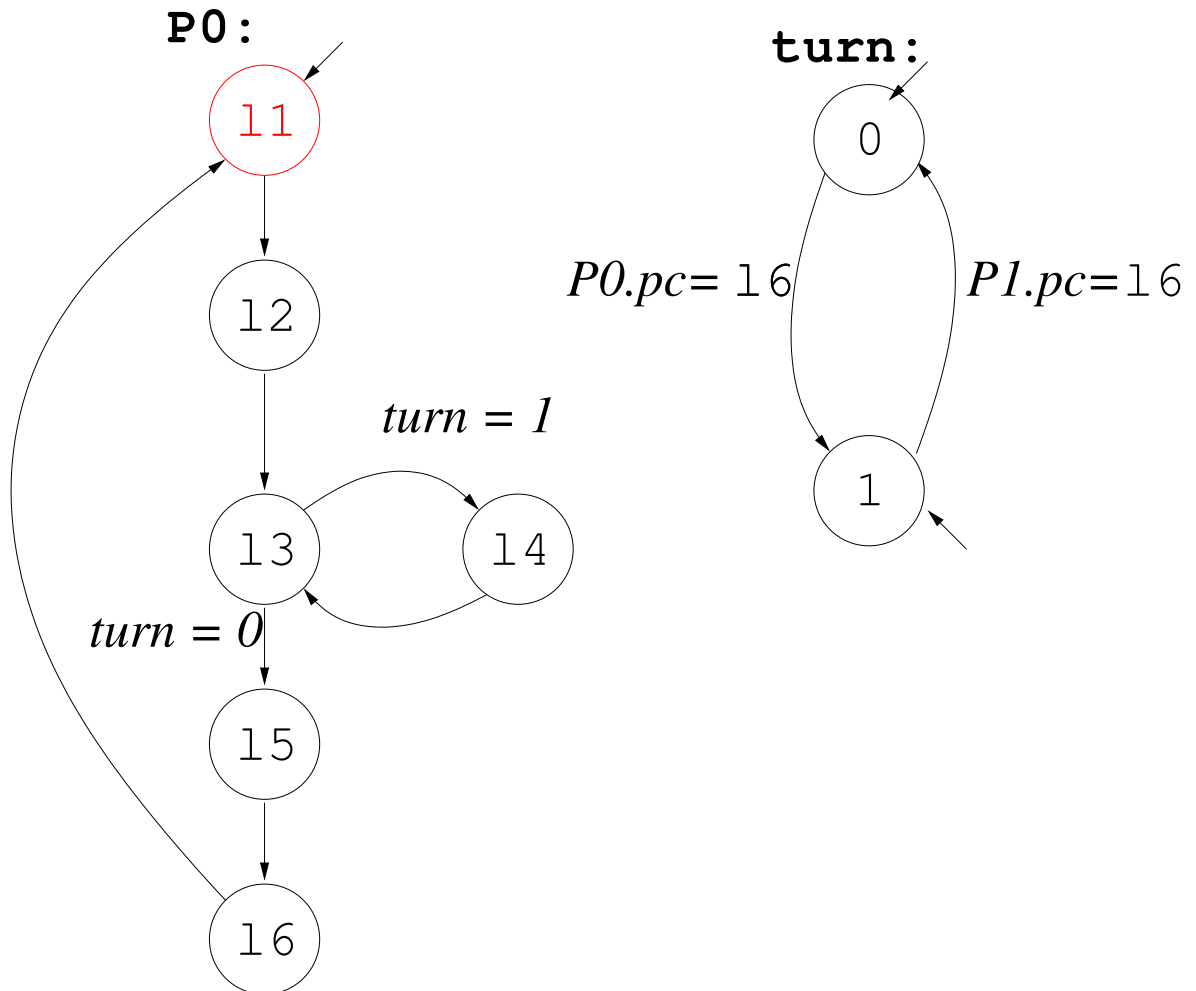 P0:
turn:
l1
0
l2
P0.pc= l6
P1.pc=l6
turn = 1
1
l3
l4
turn = 0
l5
l6